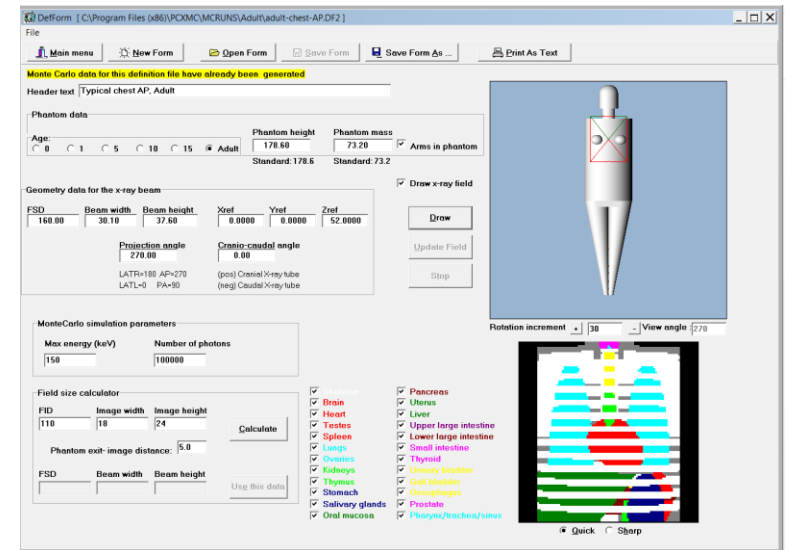 DefForm [ C:\Program Files (x86)\PCXMC\MCRUNS\Adult\adult-chest-AP.DF2 ]
File
Main menu New Form Open Form Save Form Save Form As ... Print As Text
Monte Carlo data for this definition file have already been generated
Header text Typical chest AP, Adult
Phantom data
Phantom height Phantom mass
Age:
0 1 5 10 15 Adult 178.60 73.20 Arms in phantom
Standard: 178.6 Standard: 73.2
Draw x-ray field
Geometry data for the x-ray beam
FSD Beam width Beam height Xref Yref Zref
160.00 30.10 37.60 0.0000 0.0000 52.0000
Draw
Projection angle Cranio-caudal angle
270.00 0.00
Update Field
LATR=180 AP=270 (pos) Cranial X-ray tube
LATL=0 PA=90 (neg) Caudal X-ray tube
Stop
Rotation increment + 30 - View angle : 270
MonteCarlo simulation parameters
Max energy (keV) Number of photons
150 100000
Field size calculator
FID Image width Image height
110 18 24
Calculate
Phantom exit- image distance: 5.0
FSD Beam width Beam height
Use this data
Skeleton Pancreas
Brain Uterus
Heart Liver
Testes Upper large intestine
Spleen Lower large intestine
Lungs Small intestine
Ovaries Thyroid
Kidneys Urinary bladder
Thymus Gall bladder
Stomach Oesophagus
Salivary glands Prostate
Oral mucosa Pharynx/trachea/sinus
Quick Sharp